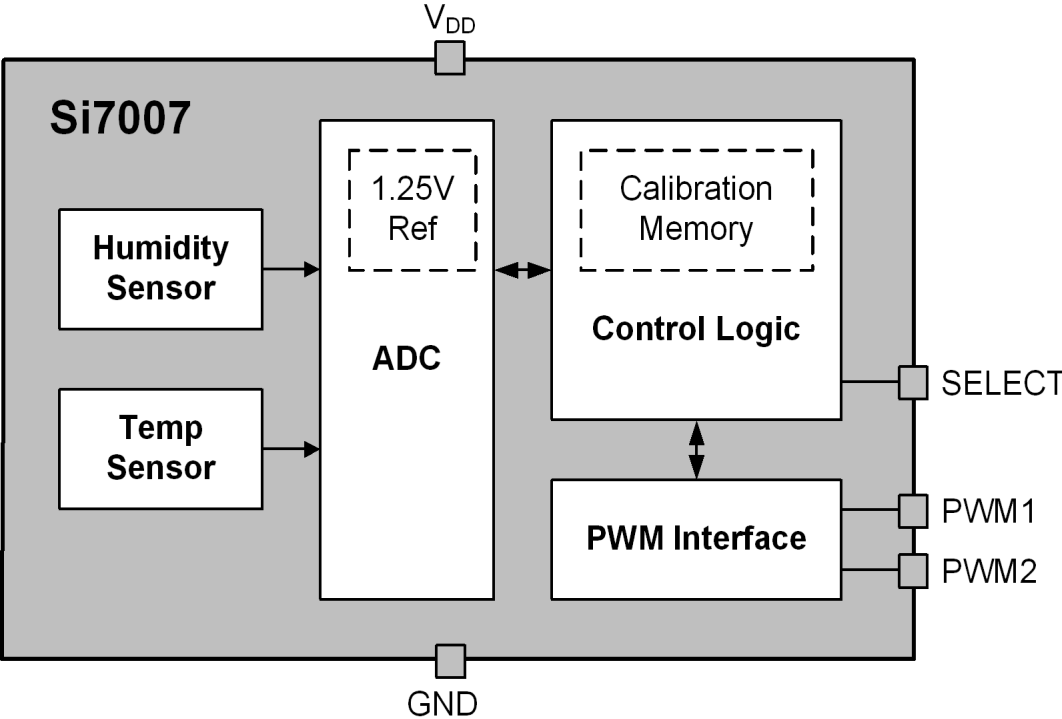 V_DD
Si7007
Humidity
Sensor
Temp
Sensor
1.25V
Ref
ADC
Calibration
Memory
Control Logic
PWM Interface
SELECT
PWM1
PWM2
GND